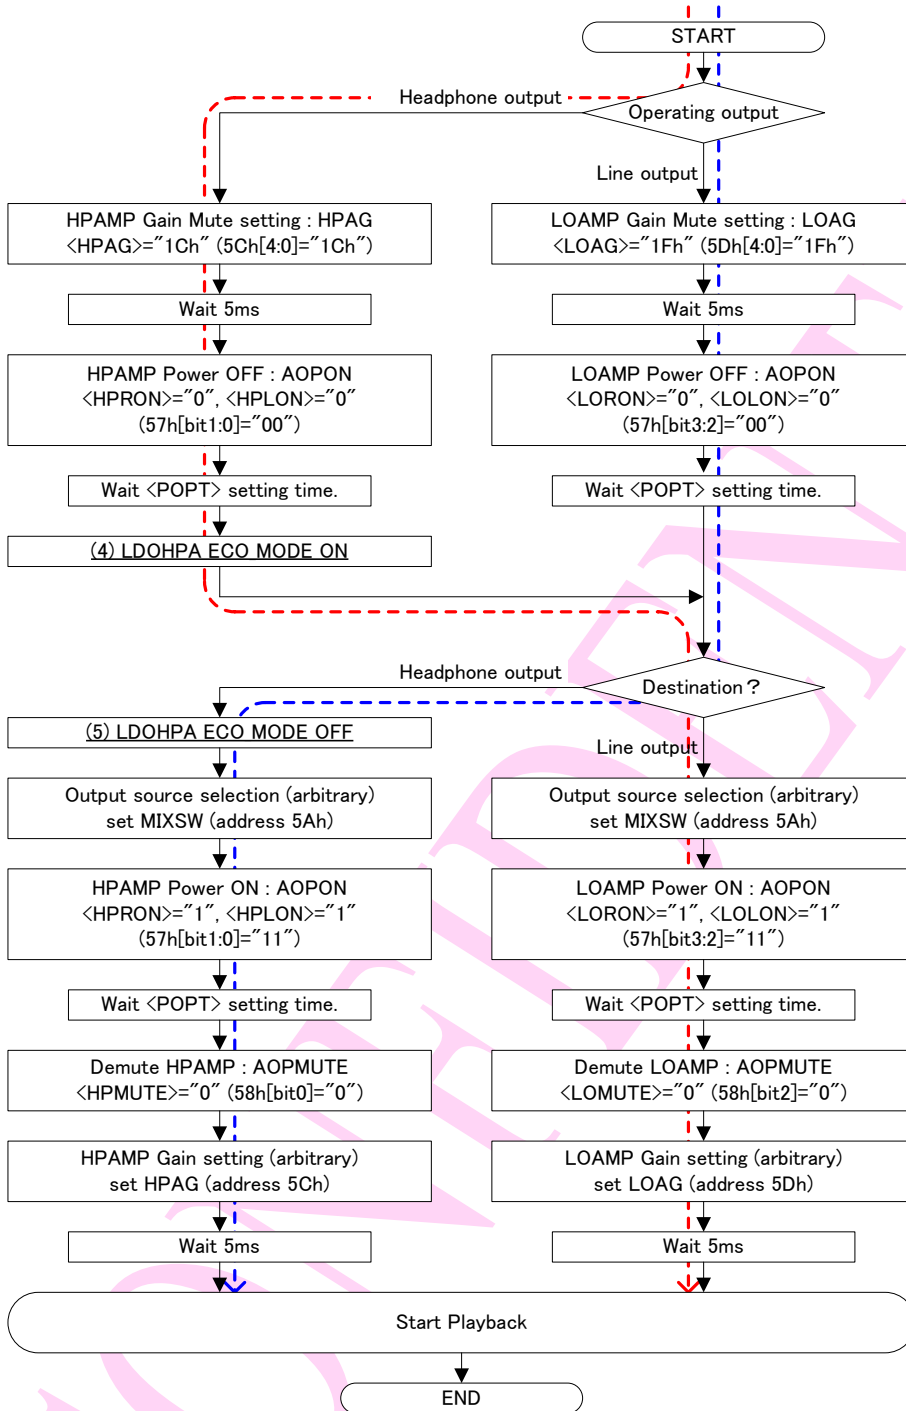 START
Headphone output
Operating output
Line output
HPAMP Gain Mute setting : HPAG
<HPAG>="1Ch" (5Ch[4:0]="1Ch")
LOAMP Gain Mute setting : LOAG
<LOAG>="1Fh" (5Dh[4:0]="1Fh")
Wait 5ms
Wait 5ms
HPAMP Power OFF : AOPON
<HPRON>="0", <HPLON>="0"
(57h[bit1:0]="00")
LOAMP Power OFF : AOPON
<LORON>="0", <LOLON>="0"
(57h[bit3:2]="00")
Wait <POPT> setting time.
Wait <POPT> setting time.
(4) LDOHPA ECO MODE ON
Headphone output
Destination？
(5) LDOHPA ECO MODE OFF
Line output
Output source selection (arbitrary)
set MIXSW (address 5Ah)
Output source selection (arbitrary)
set MIXSW (address 5Ah)
HPAMP Power ON : AOPON
<HPRON>="1", <HPLON>="1"
(57h[bit1:0]="11")
LOAMP Power ON : AOPON
<LORON>="1", <LOLON>="1"
(57h[bit3:2]="11")
Wait <POPT> setting time.
Wait <POPT> setting time.
Demute HPAMP : AOPMUTE
<HPMUTE>="0" (58h[bit0]="0")
Demute LOAMP : AOPMUTE
<LOMUTE>="0" (58h[bit2]="0")
HPAMP Gain setting (arbitrary)
set HPAG (address 5Ch)
LOAMP Gain setting (arbitrary)
set LOAG (address 5Dh)
Wait 5ms
Wait 5ms
Start Playback
END